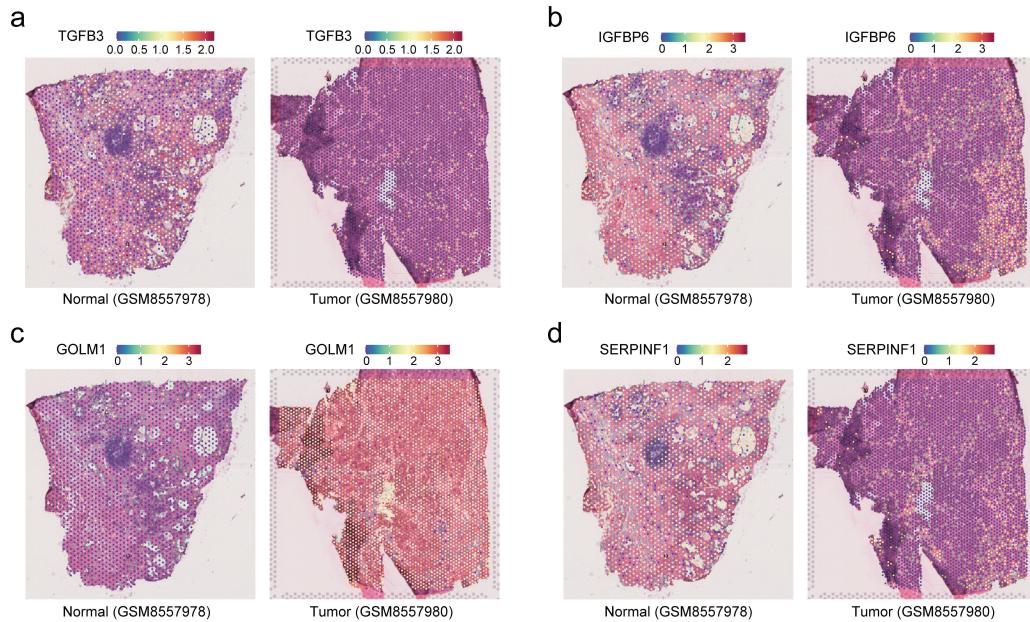 a
TGFB3
0.0 0.5 1.0 1.5 2.0
Normal (GSM8557978)
TGFB3
0.0 0.5 1.0 1.5 2.0
Tumor (GSM8557980)
b
IGFBP6
0 1 2 3
Normal (GSM8557978)
IGFBP6
0 1 2 3
Tumor (GSM8557980)
c
GOLM1
0 1 2 3
Normal (GSM8557978)
GOLM1
0 1 2 3
Tumor (GSM8557980)
d
SERPINF1
0 1 2
Normal (GSM8557978)
SERPINF1
0 1 2
Tumor (GSM8557980)